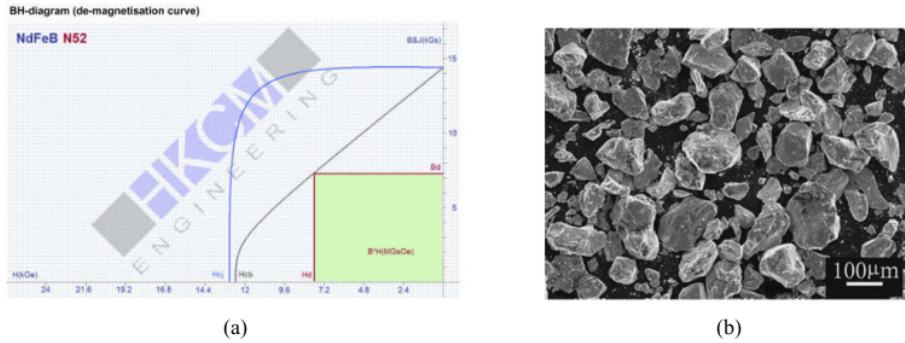 BH-diagram (de-magnetisation curve)
NdFeB N52
B&J(kGs)
15
HKCM
ENGINEERING
10
Bd
5
B*H(MGsOe)
H(kOe)
Hcj
Hcb
Hd
24 21.6 19.2 16.8 14.4 12 9.6 7.2 4.8 2.4
100μm
(a)
(b)